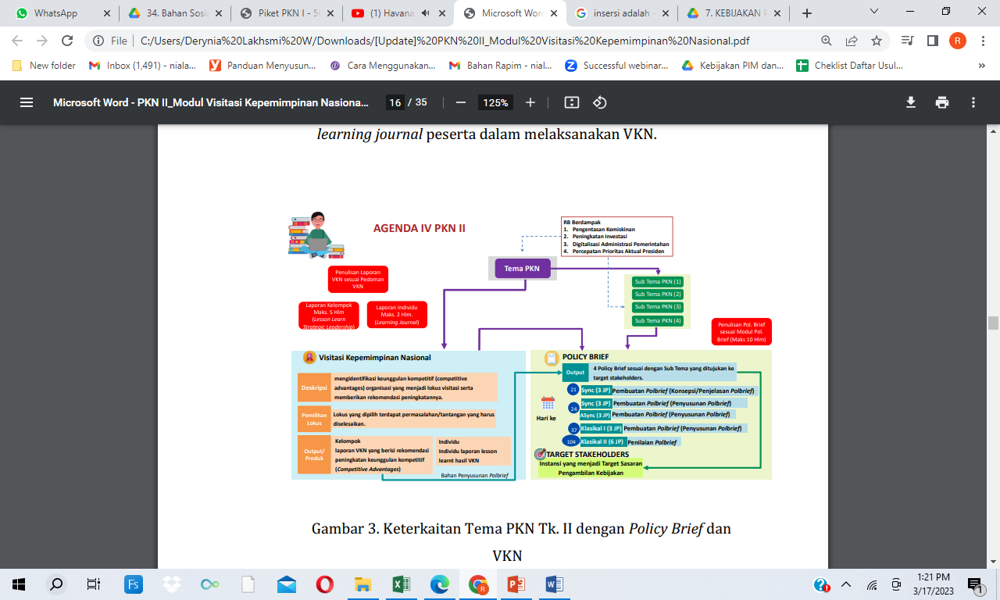 WhatsApp
34. Bahan Sosi
Piket PKN I - 5
(1) Havana
Microsoft Wor
insersi adalah -
7. KEBIJAKAN P
File
C:/Users/Derynia%20Lakhsmi%20W/Downloads/[Update]%20PKN%20II_Modul%20Visitasi%20Kepemimpinan%20Nasional.pdf
R
New folder
Inbox (1,491) - niala...
Panduan Menyusun...
Cara Menggunakan...
Bahan Rapim - nial...
Successful webinar...
Kebijakan PIM dan...
Cheklist Daftar Usul...
»
Microsoft Word - PKN II_Modul Visitasi Kepemimpinan Nasiona...
16 / 35
125%
learning journal peserta dalam melaksanakan VKN.
AGENDA IV PKN II
RB Berdampak
1. Pengentasan Kemiskinan
2. Peningkatan Investasi
3. Digitalisasi Administrasi Pemerintahan
4. Percepatan Prioritas Aktual Presiden
Tema PKN
Sub Tema PKN (1)
Sub Tema PKN (2)
Sub Tema PKN (3)
Sub Tema PKN (4)
Penulisan Laporan
VKN sesuai Pedoman
VKN
Laporan Kelompok
Maks. 5 Hlm
(Lesson Learn
Strategic Leadership)
Laporan Individu
Maks. 2 Hlm.
(Learning Journal)
Penulisan Pol. Brief
sesuai Modul Pol.
Brief (Maks 10 Hlm)
Visitasi Kepemimpinan Nasional
Deskripsi
mengidentifikasi keunggulan kompetitif (competitive
advantages) organisasi yang menjadi lokus visitasi serta
memberikan rekomendasi peningkatannya.
Pemilihan
Lokus
Lokus yang dipilih terdapat permasalahan/tantangan yang harus
diselesaikan.
Output/
Produk
Kelompok
laporan VKN yang berisi rekomendasi
peningkatan keunggulan kompetitif
(Competitive Advantages)
Individu
Individu laporan lesson
learnt hasil VKN
Bahan Penyusunan Polbrief
POLICY BRIEF
Output
4 Policy Brief sesuai dengan Sub Tema yang ditujukan ke
target stakeholders.
Hari ke
21 Sync (3 JP) Pembuatan Polbrief (Konsepsi/Penjelasan Polbrief)
24 Sync (3 JP) Pembuatan Polbrief (Penyusunan Polbrief)
ASync (3 JP) Pembuatan Polbrief (Penyusunan Polbrief)
37 Klasikal I (3 JP) Pembuatan Polbrief (Penyusunan Polbrief)
104 Klasikal II (6 JP) Penilaian Polbrief
TARGET STAKEHOLDERS
Instansi yang menjadi Target Sasaran
Pengambilan Kebijakan
Gambar 3. Keterkaitan Tema PKN Tk. II dengan Policy Brief dan
VKN
Fs
R
1:21 PM
3/17/2023
1